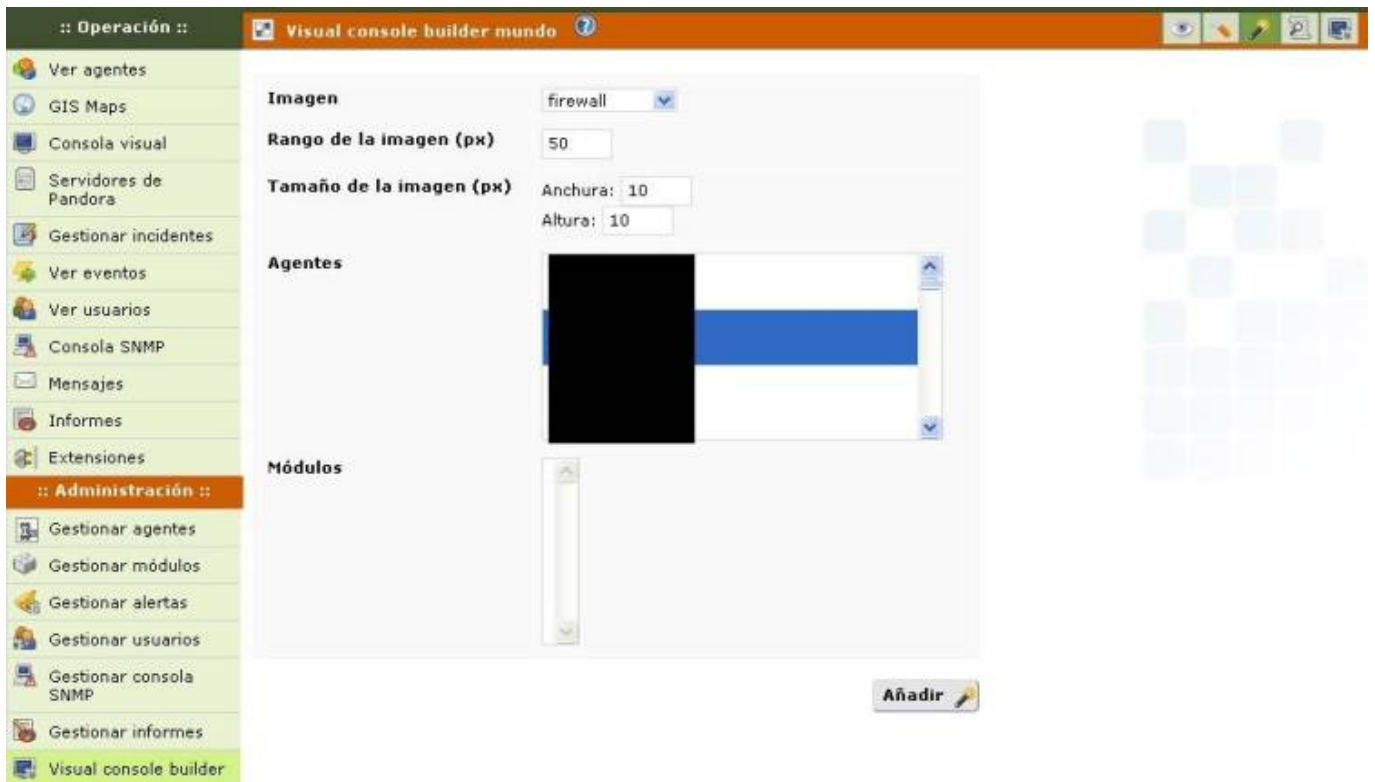 :: Operación ::
Visual console builder mundo
Ver agentes
GIS Maps
Consola visual
Servidores de
Pandora
Gestionar incidentes
Ver eventos
Ver usuarios
Consola SNMP
Mensajes
Informes
Extensiones
:: Administración ::
Gestionar agentes
Gestionar módulos
Gestionar alertas
Gestionar usuarios
Gestionar consola
SNMP
Gestionar informes
Visual console builder
Imagen
firewall
Rango de la imagen (px)
50
Tamaño de la imagen (px)
Anchura: 10
Altura: 10
Agentes
Módulos
Añadir